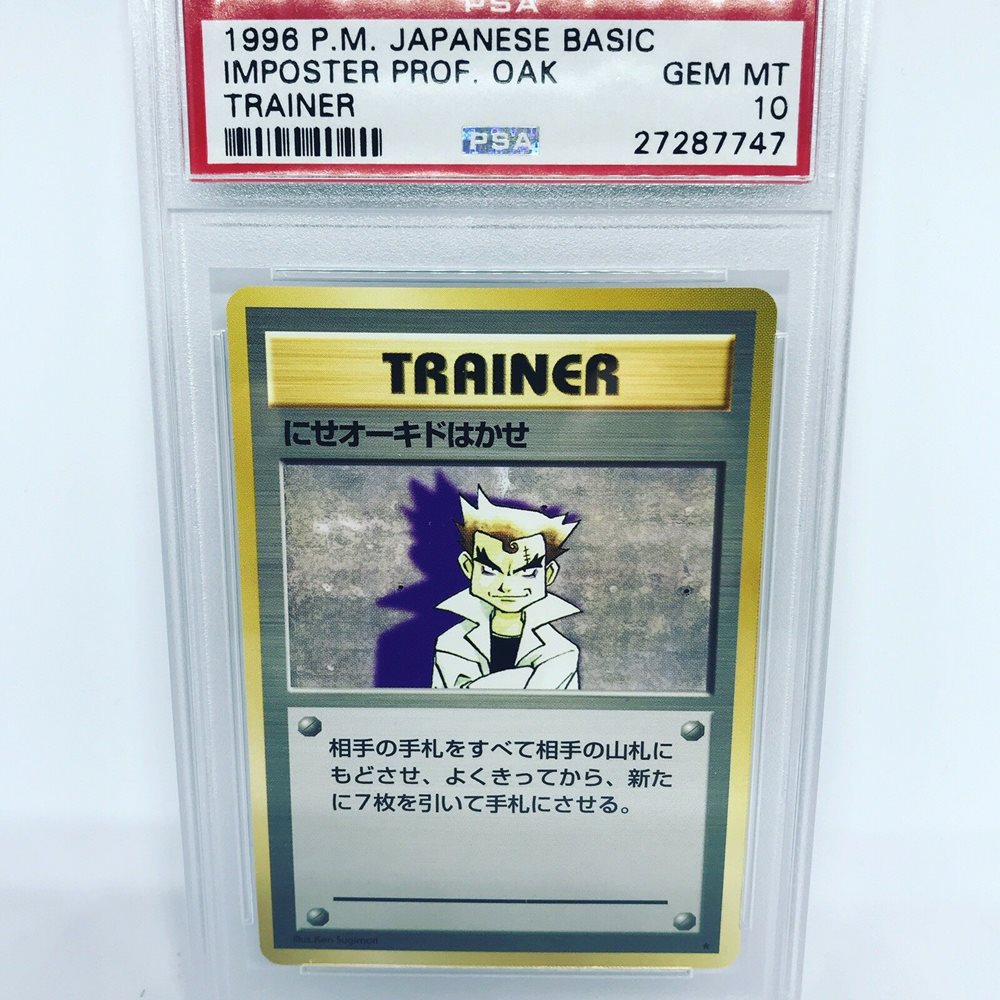 PSA
1996 P.M. JAPANESE BASIC
IMPOSTER PROF. OAK GEM MT
TRAINER 10
PSA 27287747
TRAINER
にせオーキドはかせ
相手の手札をすべて相手の山札に
もどさせ、よくきってから、新た
に7枚を引いて手札にさせる。
Illus. Ken Sugimori ★